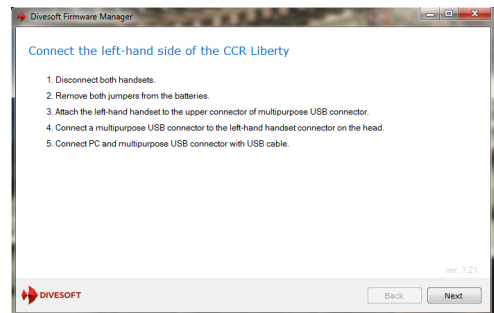 Divesoft Firmware Manager
Connect the left-hand side of the CCR Liberty
1. Disconnect both handsets.
2. Remove both jumpers from the batteries.
3. Attach the left-hand handset to the upper connector of multipurpose USB connector.
4. Connect a multipurpose USB connector to the left-hand handset connector on the head.
5. Connect PC and multipurpose USB connector with USB cable.
ver. 1.21
DIVESOFT
Back
Next